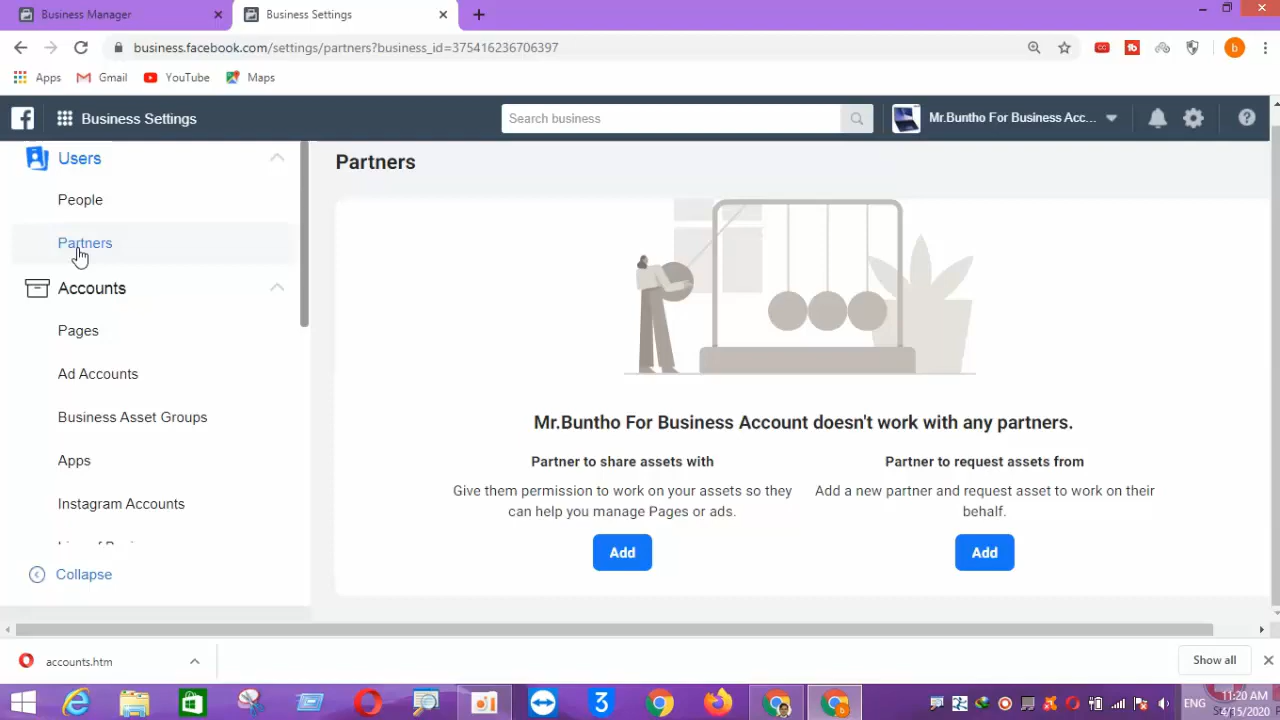 Business Manager
Business Settings
business.facebook.com/settings/partners?business_id=375416236706397
Apps
Gmail
YouTube
Maps
Business Settings
Search business
Mr.Buntho For Business Acc...
Users
People
Partners
Accounts
Pages
Ad Accounts
Business Asset Groups
Apps
Instagram Accounts
Collapse
Partners
Mr.Buntho For Business Account doesn't work with any partners.
Partner to share assets with
Give them permission to work on your assets so they
can help you manage Pages or ads.
Add
Partner to request assets from
Add a new partner and request asset to work on their
behalf.
Add
accounts.htm
Show all
ENG
11:20 AM
4/15/2020